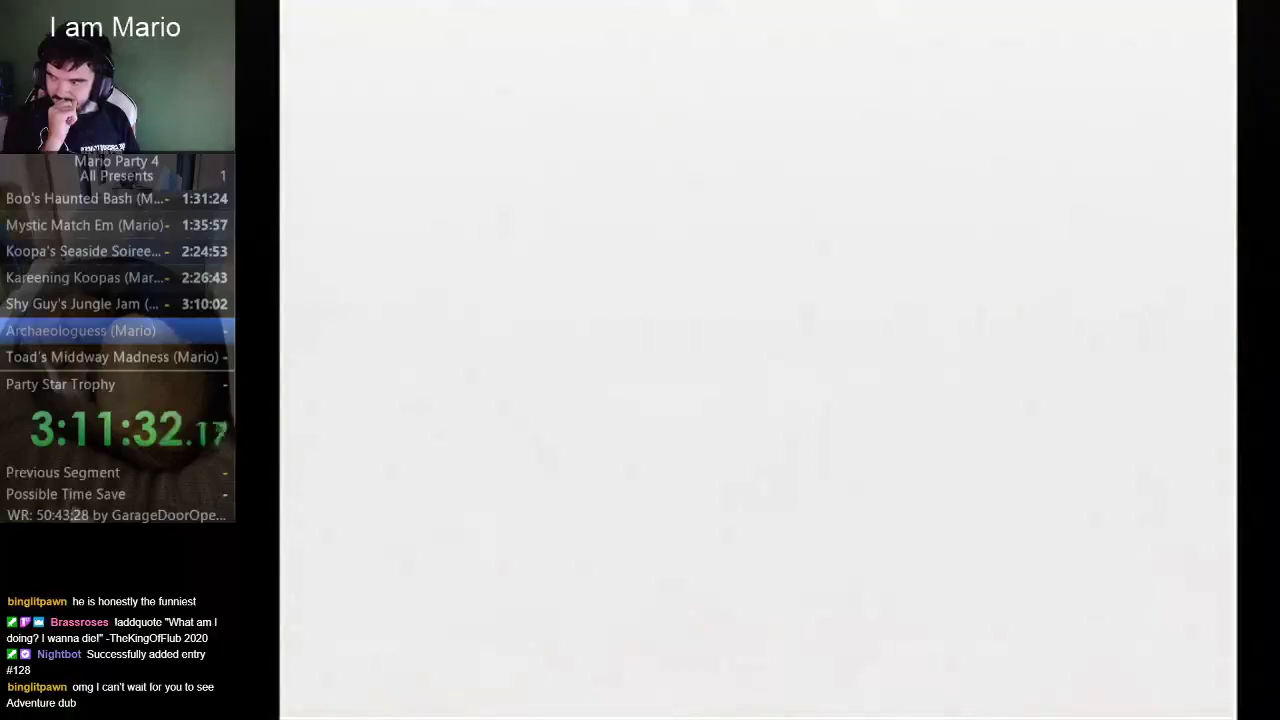 I am Mario
Mario Party 4
All Presents 1
Boo's Haunted Bash (M...- 1:31:24
Mystic Match Em (Mario)- 1:35:57
Koopa's Seaside Soiree...- 2:24:53
Kareening Koopas (Mar...- 2:26:43
Shy Guy's Jungle Jam (...- 3:10:02
Archaeologuess (Mario) -
Toad's Middway Madness (Mario) -
Party Star Trophy -
3:11:32.17
Previous Segment -
Possible Time Save -
WR: 50:43:28 by GarageDoorOpe...
binglitpawn he is honestly the funniest
Brassroses !addquote "What am I
doing? I wanna die!" -TheKingOfFlub 2020
Nightbot Successfully added entry
#128
binglitpawn omg I can't wait for you to see
Adventure dub